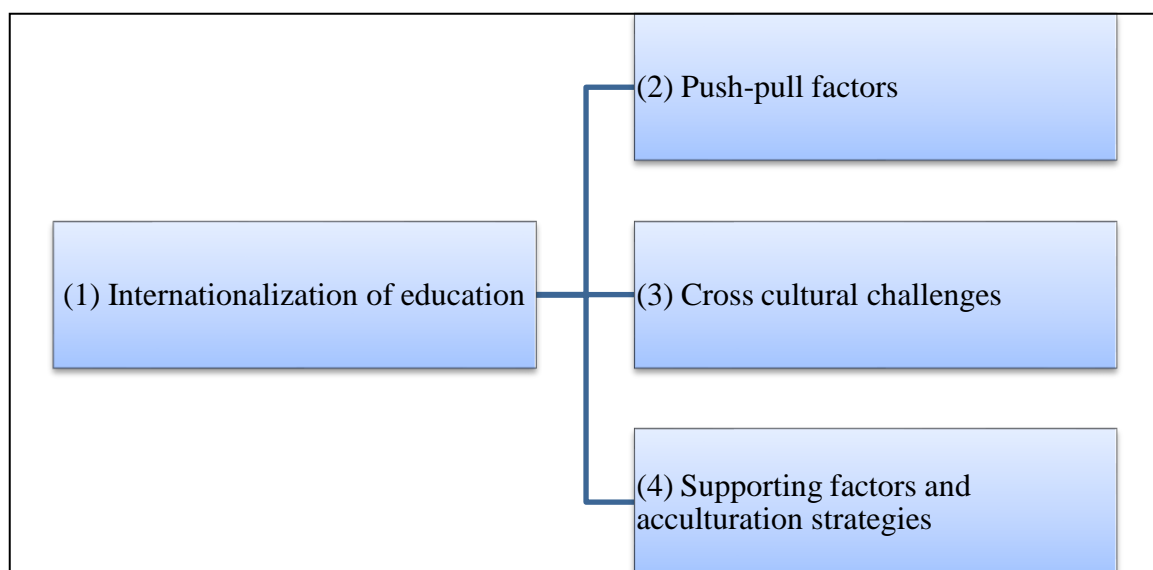 (2) Push-pull factors
(1) Internationalization of education
(3) Cross cultural challenges
(4) Supporting factors and
acculturation strategies